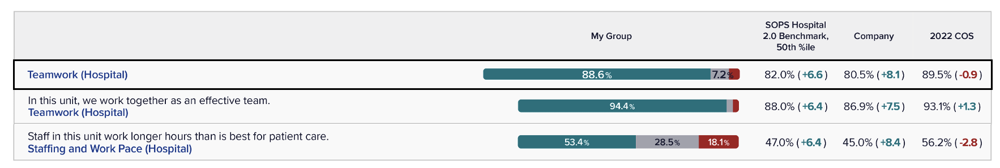 My Group
SOPS Hospital
2.0 Benchmark,
50th %ile
Company
2022 COS
Teamwork (Hospital)
88.6%
7.2%
82.0% (+6.6)
80.5% (+8.1)
89.5% (-0.9)
In this unit, we work together as an effective team.
Teamwork (Hospital)
94.4%
88.0% (+6.4)
86.9% (+7.5)
93.1% (+1.3)
Staff in this unit work longer hours than is best for patient care.
Staffing and Work Pace (Hospital)
53.4%
28.5%
18.1%
47.0% (+6.4)
45.0% (+8.4)
56.2% (-2.8)